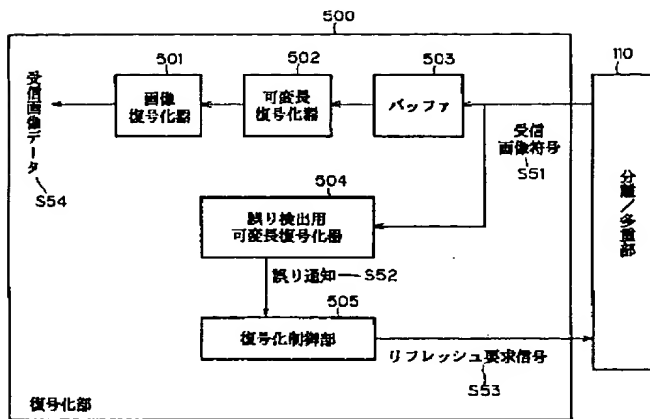 500
501
502
503
110
画像
復号化器
可変長
復号化器
バッファ
受信画像データ
S54
受信
画像符号
S51
分離/多重部
504
誤り検出用
可変長復号化器
誤り通知
S52
505
復号化制御部
リフレッシュ要求信号
S53
復号化部